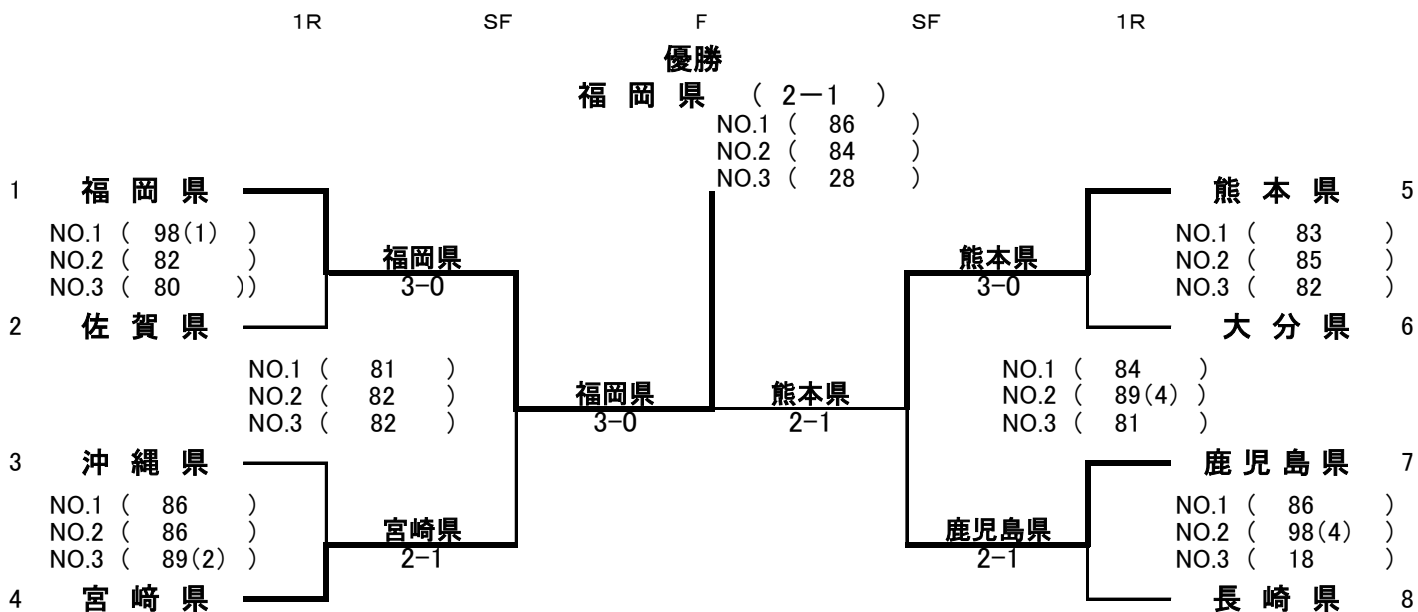 1R SF F SF 1R
優勝
福岡県 ( 2－1 )
NO.1 ( 86 )
NO.2 ( 84 )
NO.3 ( 28 )
1 福岡県
熊本県 5
NO.1 ( 98(1) )
NO.2 ( 82 )
NO.3 ( 80 ))
福岡県
3-0
熊本県
3-0
NO.1 ( 83 )
NO.2 ( 85 )
NO.3 ( 82 )
2 佐賀県
大分県 6
NO.1 ( 81 )
NO.2 ( 82 )
NO.3 ( 82 )
福岡県
3-0
熊本県
2-1
NO.1 ( 84 )
NO.2 ( 89(4) )
NO.3 ( 81 )
3 沖縄県
鹿児島県 7
NO.1 ( 86 )
NO.2 ( 86 )
NO.3 ( 89(2) )
宮崎県
2-1
鹿児島県
2-1
NO.1 ( 86 )
NO.2 ( 98(4) )
NO.3 ( 18 )
4 宮﨑県
長崎県 8